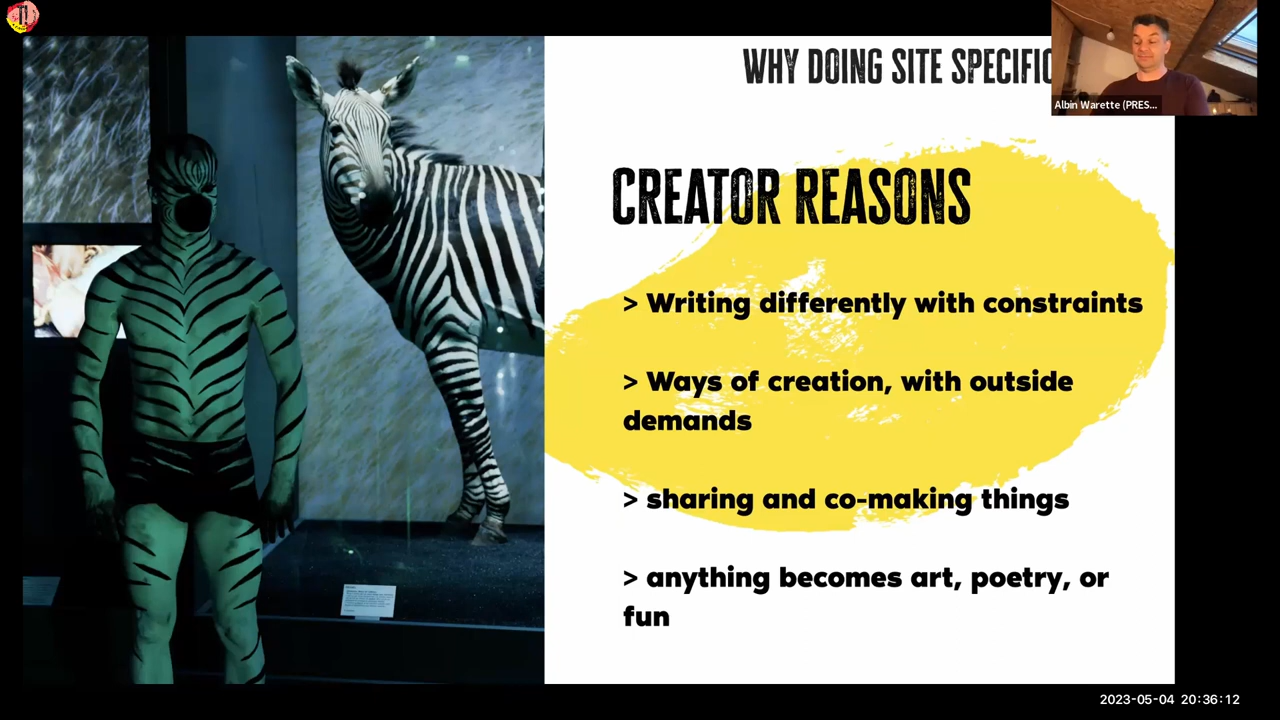 WHY DOING SITE SPECIFIC
Albin Warette (PRES...
CREATOR REASONS
> Writing differently with constraints
> Ways of creation, with outside
demands
> sharing and co-making things
> anything becomes art, poetry, or
fun
2023-05-04 20:36:12